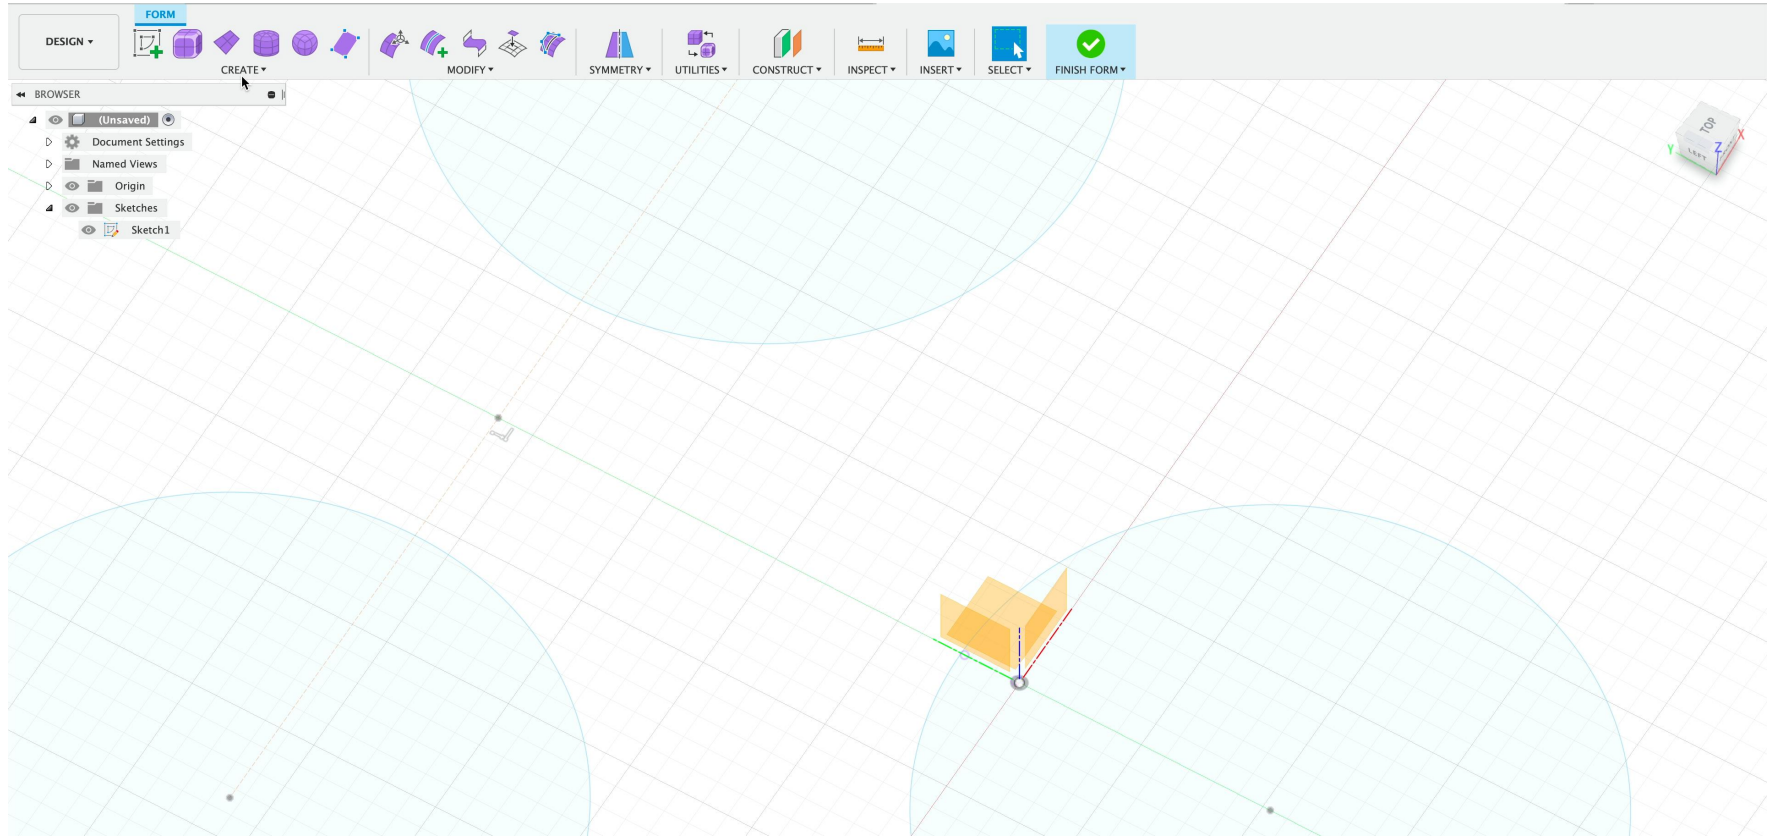 FORM
DESIGN
CREATE
MODIFY
SYMMETRY
UTILITIES
CONSTRUCT
INSPECT
INSERT
SELECT
FINISH FORM
BROWSER
(Unsaved)
Document Settings
Named Views
Origin
Sketches
Sketch1
TOP
LEFT
X
Y
Z